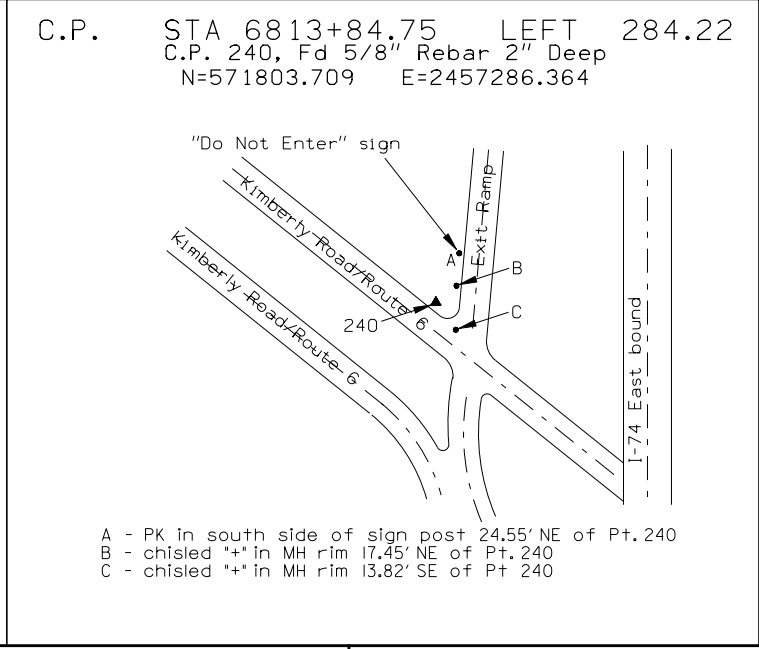 C.P. STA 6813+84.75 LEFT 284.22
C.P. 240, Fd 5/8" Rebar 2" Deep
N=571803.709 E=2457286.364
"Do Not Enter" sign
Kimberly Road/Route 6
Exit Ramp
Kimberly Road/Route 6
A
B
240
C
I-74 East bound
A - PK in south side of sign post 24.55' NE of Pt. 240
B - chisled "+" in MH rim 17.45' NE of Pt. 240
C - chisled "+" in MH rim 13.82' SE of Pt 240